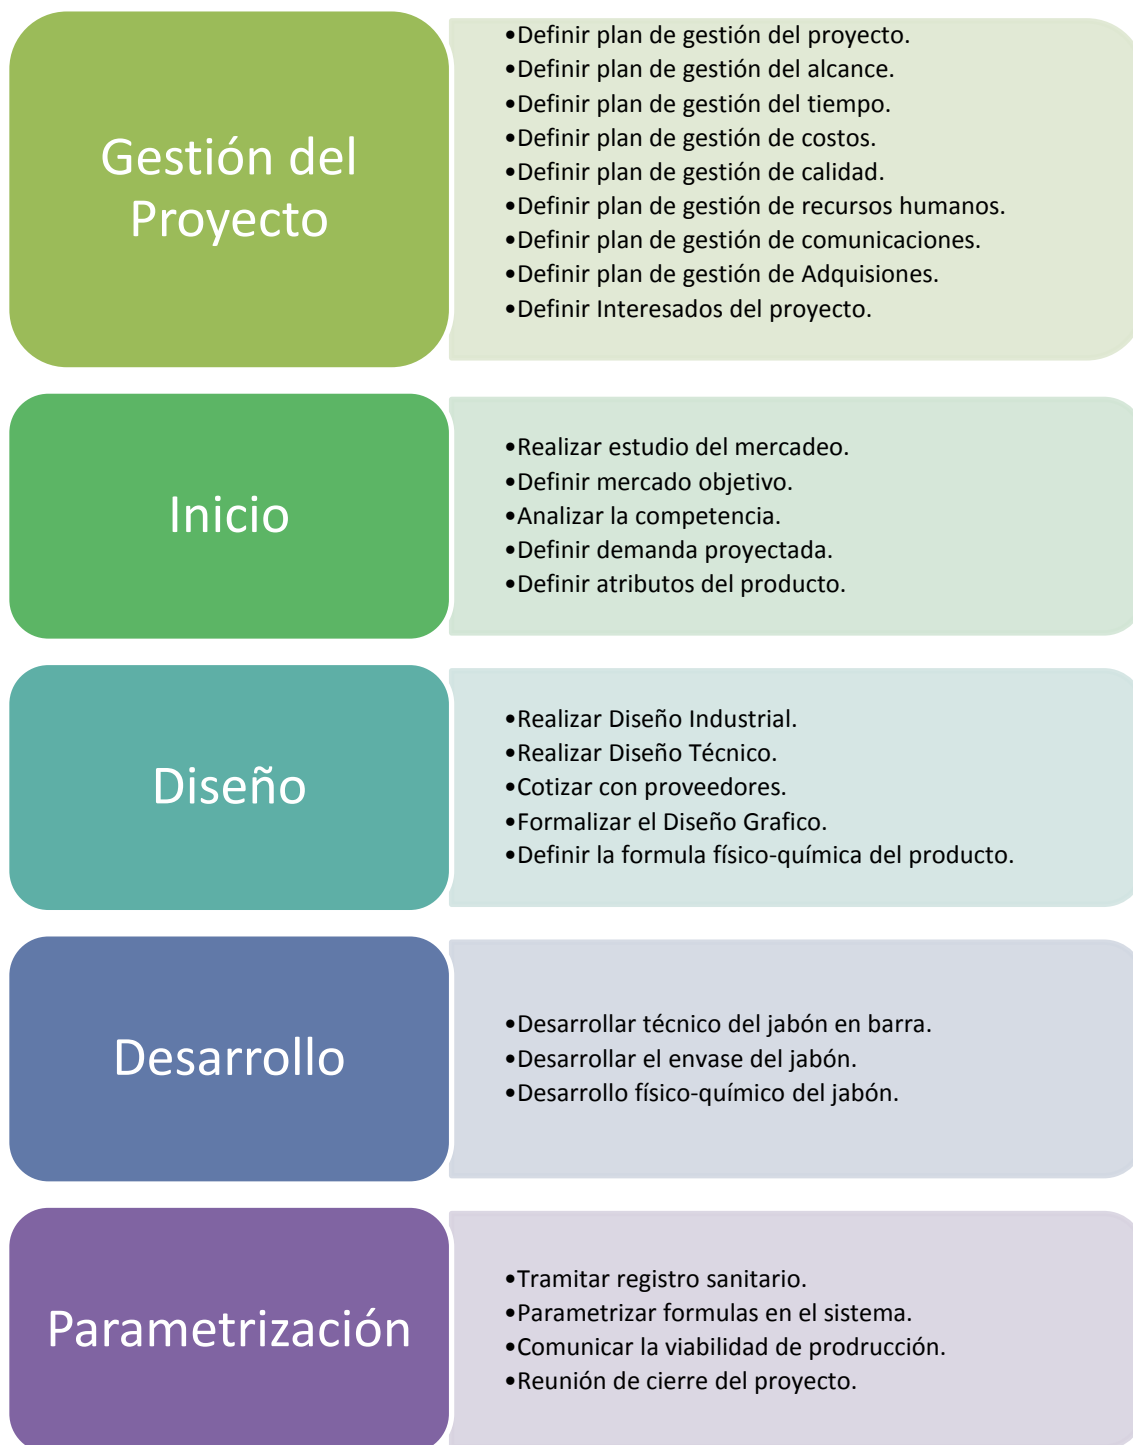 Gestión del
Proyecto
•Definir plan de gestión del proyecto.
•Definir plan de gestión del alcance.
•Definir plan de gestión del tiempo.
•Definir plan de gestión de costos.
•Definir plan de gestión de calidad.
•Definir plan de gestión de recursos humanos.
•Definir plan de gestión de comunicaciones.
•Definir plan de gestión de Adquisiones.
•Definir Interesados del proyecto.
Inicio
•Realizar estudio del mercadeo.
•Definir mercado objetivo.
•Analizar la competencia.
•Definir demanda proyectada.
•Definir atributos del producto.
Diseño
•Realizar Diseño Industrial.
•Realizar Diseño Técnico.
•Cotizar con proveedores.
•Formalizar el Diseño Grafico.
•Definir la formula físico-química del producto.
Desarrollo
•Desarrollar técnico del jabón en barra.
•Desarrollar el envase del jabón.
•Desarrollo físico-químico del jabón.
Parametrización
•Tramitar registro sanitario.
•Parametrizar formulas en el sistema.
•Comunicar la viabilidad de prodrucción.
•Reunión de cierre del proyecto.